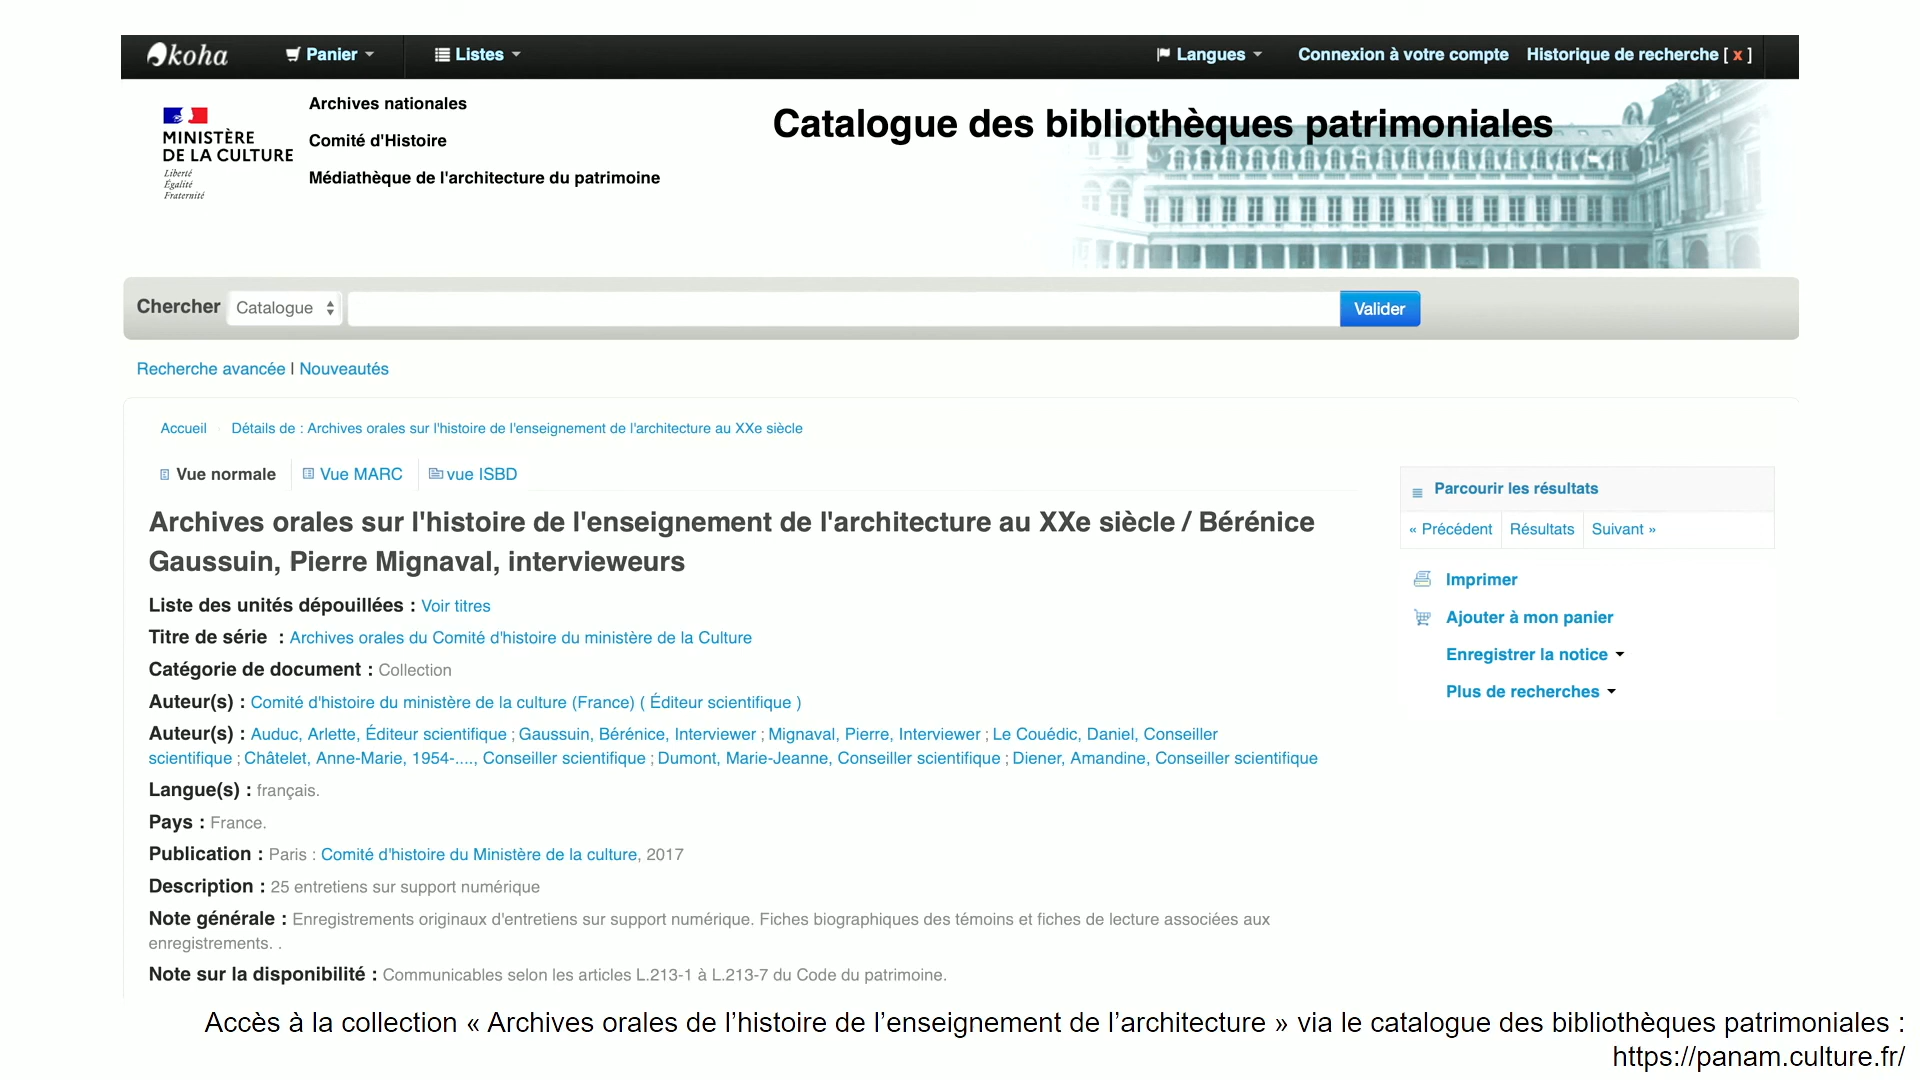 koha
Panier
Listes
Langues
Connexion à votre compte
Historique de recherche [ x ]
MINISTÈRE
DE LA CULTURE
Liberté
Égalité
Fraternité
Archives nationales
Comité d'Histoire
Médiathèque de l'architecture du patrimoine
Catalogue des bibliothèques patrimoniales
Chercher
Catalogue
Valider
Recherche avancée | Nouveautés
Accueil
Détails de : Archives orales sur l'histoire de l'enseignement de l'architecture au XXe siècle
Vue normale
Vue MARC
vue ISBD
Archives orales sur l'histoire de l'enseignement de l'architecture au XXe siècle / Bérénice
Gaussuin, Pierre Mignaval, intervieweurs
Liste des unités dépouillées : Voir titres
Titre de série : Archives orales du Comité d'histoire du ministère de la Culture
Catégorie de document : Collection
Auteur(s) : Comité d'histoire du ministère de la culture (France) ( Éditeur scientifique )
Auteur(s) : Auduc, Arlette, Éditeur scientifique ; Gaussuin, Bérénice, Interviewer ; Mignaval, Pierre, Interviewer ; Le Couédic, Daniel, Conseiller
scientifique ; Châtelet, Anne-Marie, 1954-...., Conseiller scientifique ; Dumont, Marie-Jeanne, Conseiller scientifique ; Diener, Amandine, Conseiller scientifique
Langue(s) : français.
Pays : France.
Publication : Paris : Comité d'histoire du Ministère de la culture, 2017
Description : 25 entretiens sur support numérique
Note générale : Enregistrements originaux d'entretiens sur support numérique. Fiches biographiques des témoins et fiches de lecture associées aux
enregistrements. .
Note sur la disponibilité : Communicables selon les articles L.213-1 à L.213-7 du Code du patrimoine.
Parcourir les résultats
« Précédent
Résultats
Suivant »
Imprimer
Ajouter à mon panier
Enregistrer la notice
Plus de recherches
Accès à la collection « Archives orales de l’histoire de l’enseignement de l’architecture » via le catalogue des bibliothèques patrimoniales :
https://panam.culture.fr/